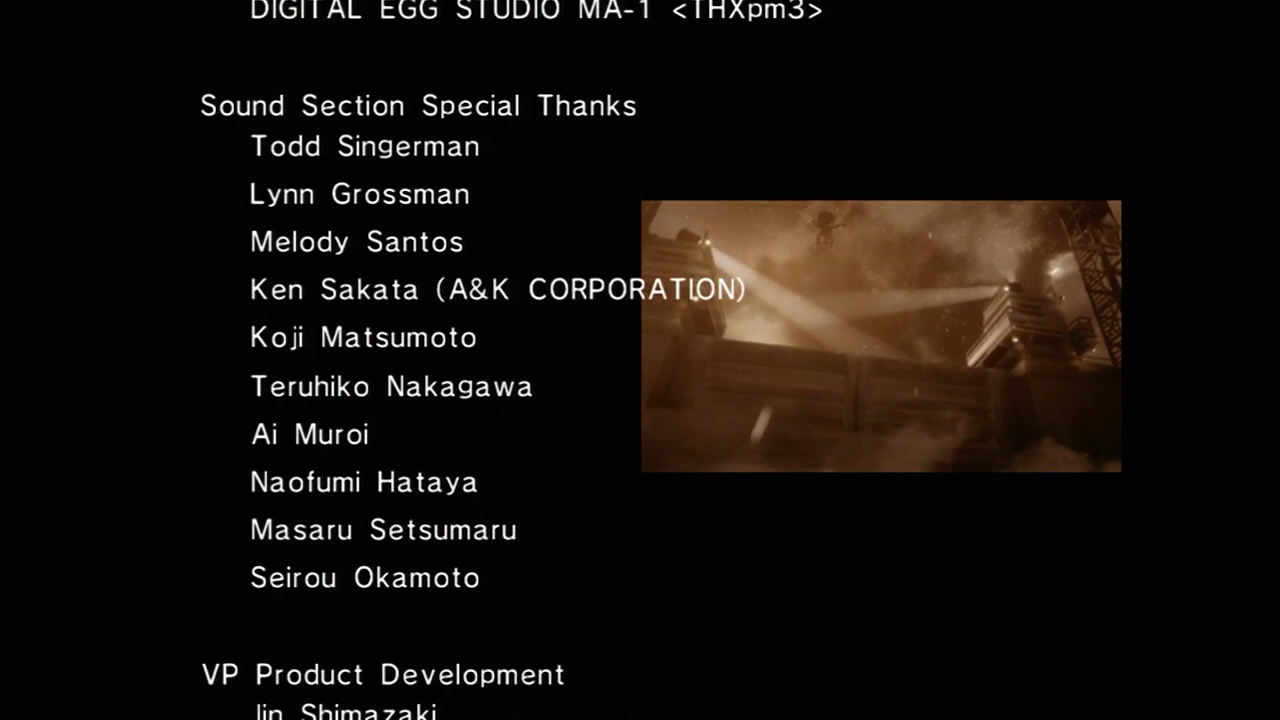 DIGITAL EGG STUDIO MA-1 <THXpm3>
Sound Section Special Thanks
Todd Singerman
Lynn Grossman
Melody Santos
Ken Sakata (A&K CORPORATION)
Koji Matsumoto
Teruhiko Nakagawa
Ai Muroi
Naofumi Hataya
Masaru Setsumaru
Seirou Okamoto
VP Product Development
Jin Shimazaki